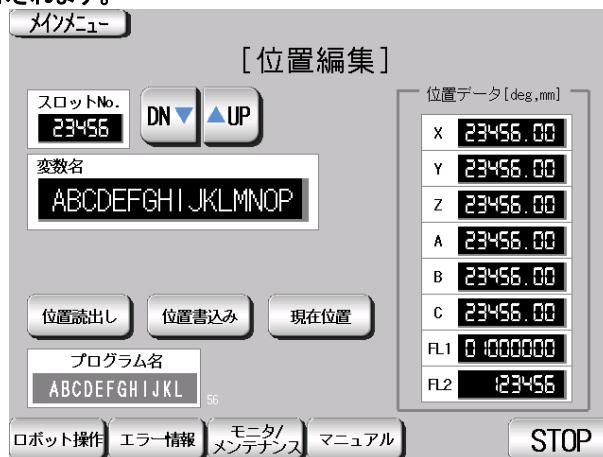 されます。
メインメニュー
[位置編集]
スロットNo.
23456
DN▼ ▲UP
変数名
ABCDEFGHIJKLMNOP
位置データ[deg,mm]
X 23456.00
Y 23456.00
Z 23456.00
A 23456.00
B 23456.00
C 23456.00
FL1 01000000
FL2 123456
位置読出し 位置書込み 現在位置
プログラム名
ABCDEFGHIJKL 56
ロボット操作 エラー情報 モニタ/
メンテナンス マニュアル STOP